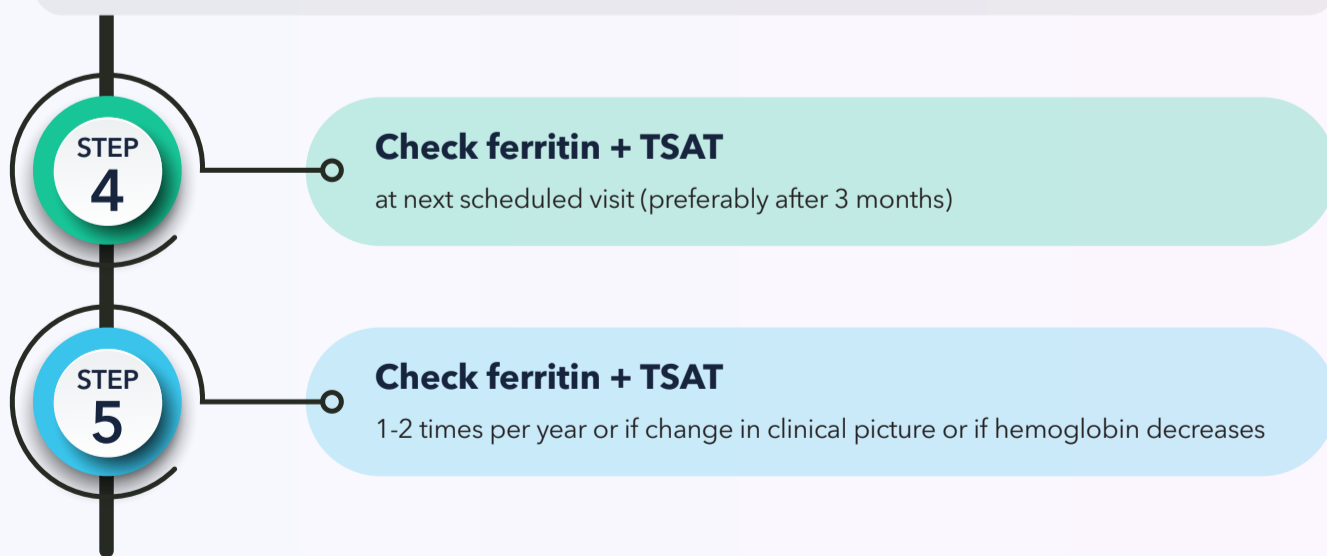 STEP
4
Check ferritin + TSAT
at next scheduled visit (preferably after 3 months)
STEP
5
Check ferritin + TSAT
1-2 times per year or if change in clinical picture or if hemoglobin decreases